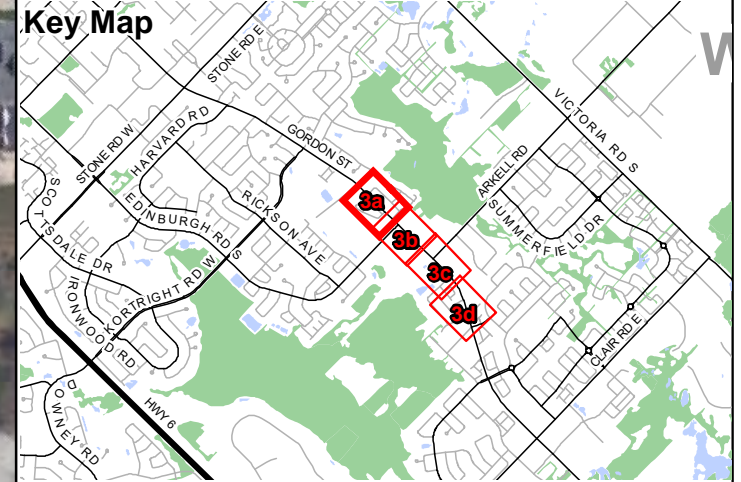 Key Map
STONE RD E
W
VICTORIA RD S
HARVARD RD
GORDON ST
STONE RD W
ARKELL RD
SCOTTSDALE DR
EDINBURGH RD S
RICKSON AVE
3a
SUMMERFIELD DR
3b
KORTRIGHT RD W
3c
IRONWOOD RD
3d
CLAIR RD E
HWY 6
DOWNEY RD